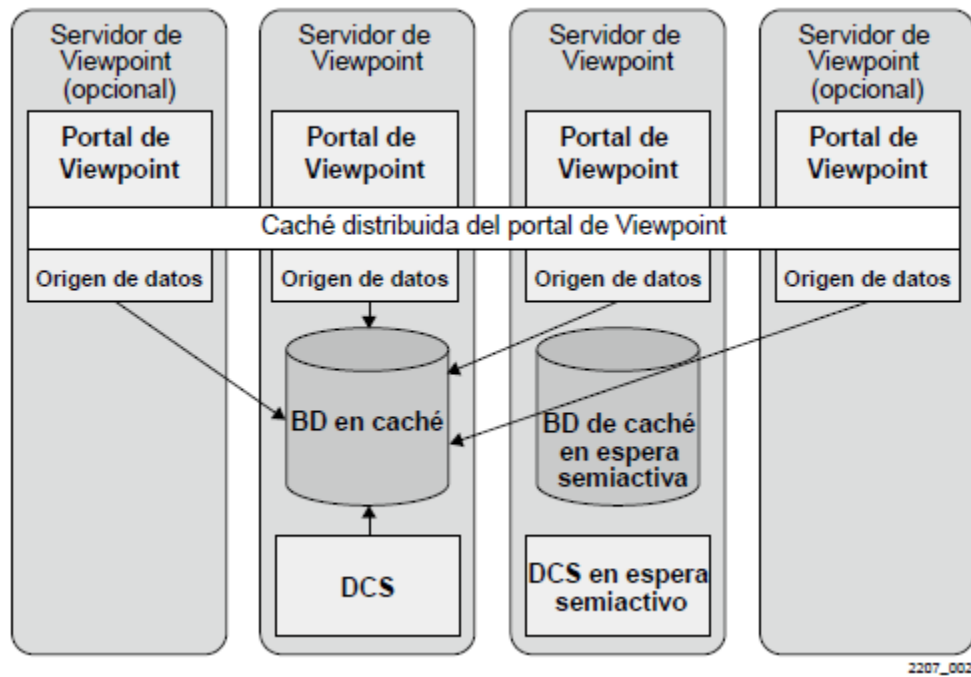 Servidor de
Viewpoint
(opcional)
Servidor de
Viewpoint
Servidor de
Viewpoint
Servidor de
Viewpoint
(opcional)
Portal de
Viewpoint
Portal de
Viewpoint
Portal de
Viewpoint
Portal de
Viewpoint
Caché distribuida del portal de Viewpoint
Origen de datos
Origen de datos
Origen de datos
Origen de datos
BD en caché
BD de caché
en espera
semiactiva
DCS
DCS en espera
semiactivo
2207_002